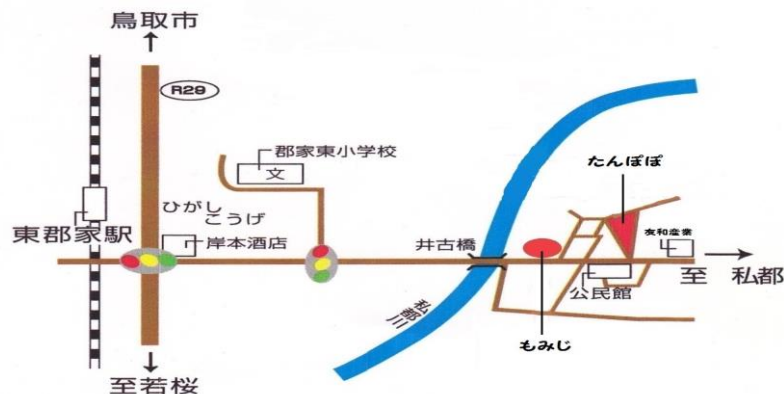 鳥取市
R29
郡家東小学校
文
たんぽぽ
ひがし
こうげ
東郡家駅
岸本酒店
井古橋
友和産業
至 私都
公民館
私都川
もみじ
至若桜